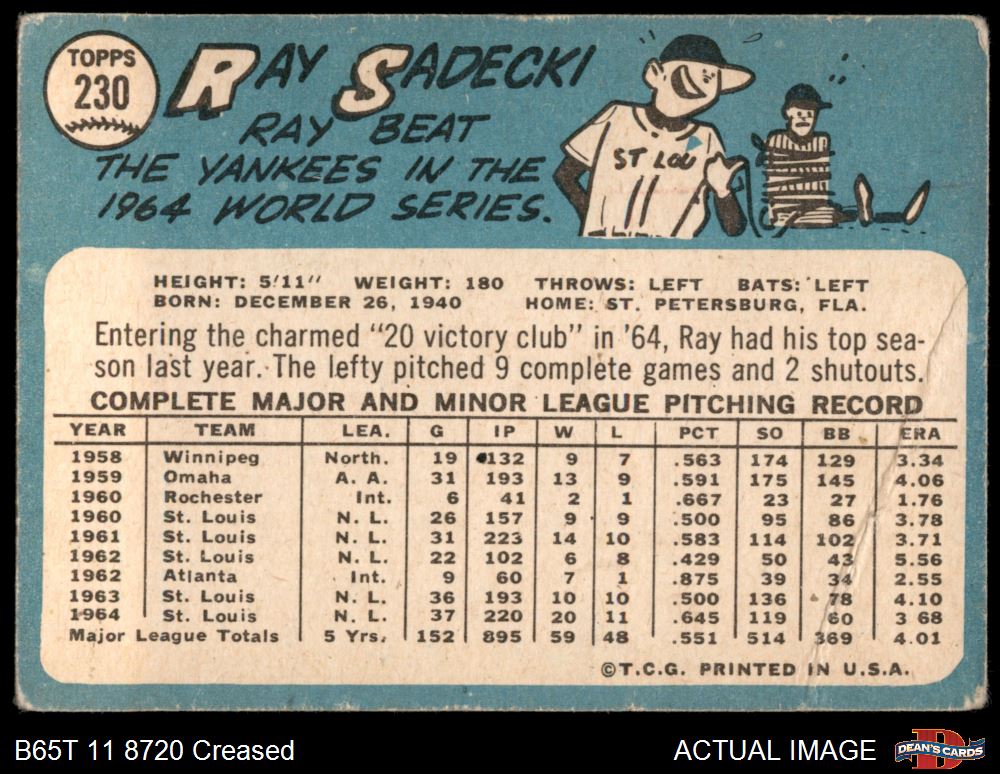 TOPPS
230
RAY SADECKI
RAY BEAT
THE YANKEES IN THE
1964 WORLD SERIES.
ST LOU
HEIGHT: 5'11" WEIGHT: 180 THROWS: LEFT BATS: LEFT
BORN: DECEMBER 26, 1940 HOME: ST. PETERSBURG, FLA.
Entering the charmed "20 victory club" in '64, Ray had his top sea-
son last year. The lefty pitched 9 complete games and 2 shutouts.
COMPLETE MAJOR AND MINOR LEAGUE PITCHING RECORD
YEAR TEAM LEA. G IP W L PCT SO BB ERA
1958 Winnipeg North. 19 132 9 7 .563 174 129 3.34
1959 Omaha A. A. 31 193 13 9 .591 175 145 4.06
1960 Rochester Int. 6 41 2 1 .667 23 27 1.76
1960 St. Louis N. L. 26 157 9 9 .500 95 86 3.78
1961 St. Louis N. L. 31 223 14 10 .583 114 102 3.71
1962 St. Louis N. L. 22 102 6 8 .429 50 43 5.56
1962 Atlanta Int. 9 60 7 1 .875 39 34 2.55
1963 St. Louis N. L. 36 193 10 10 .500 136 78 4.10
1964 St. Louis N. L. 37 220 20 11 .645 119 60 3 68
Major League Totals 5 Yrs. 152 895 59 48 .551 514 369 4.01
©T.C.G. PRINTED IN U.S.A.
B65T 11 8720 Creased ACTUAL IMAGE
DEAN'S CARDS